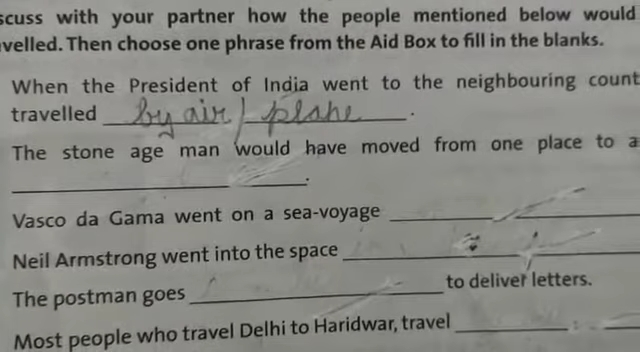 scuss with your partner how the people mentioned below would
velled. Then choose one phrase from the Aid Box to fill in the blanks.
When the President of India went to the neighbouring count
travelled by air/ plane.
The stone age man would have moved from one place to a
.
Vasco da Gama went on a sea-voyage
Neil Armstrong went into the space
The postman goes to deliver letters.
Most people who travel Delhi to Haridwar, travel